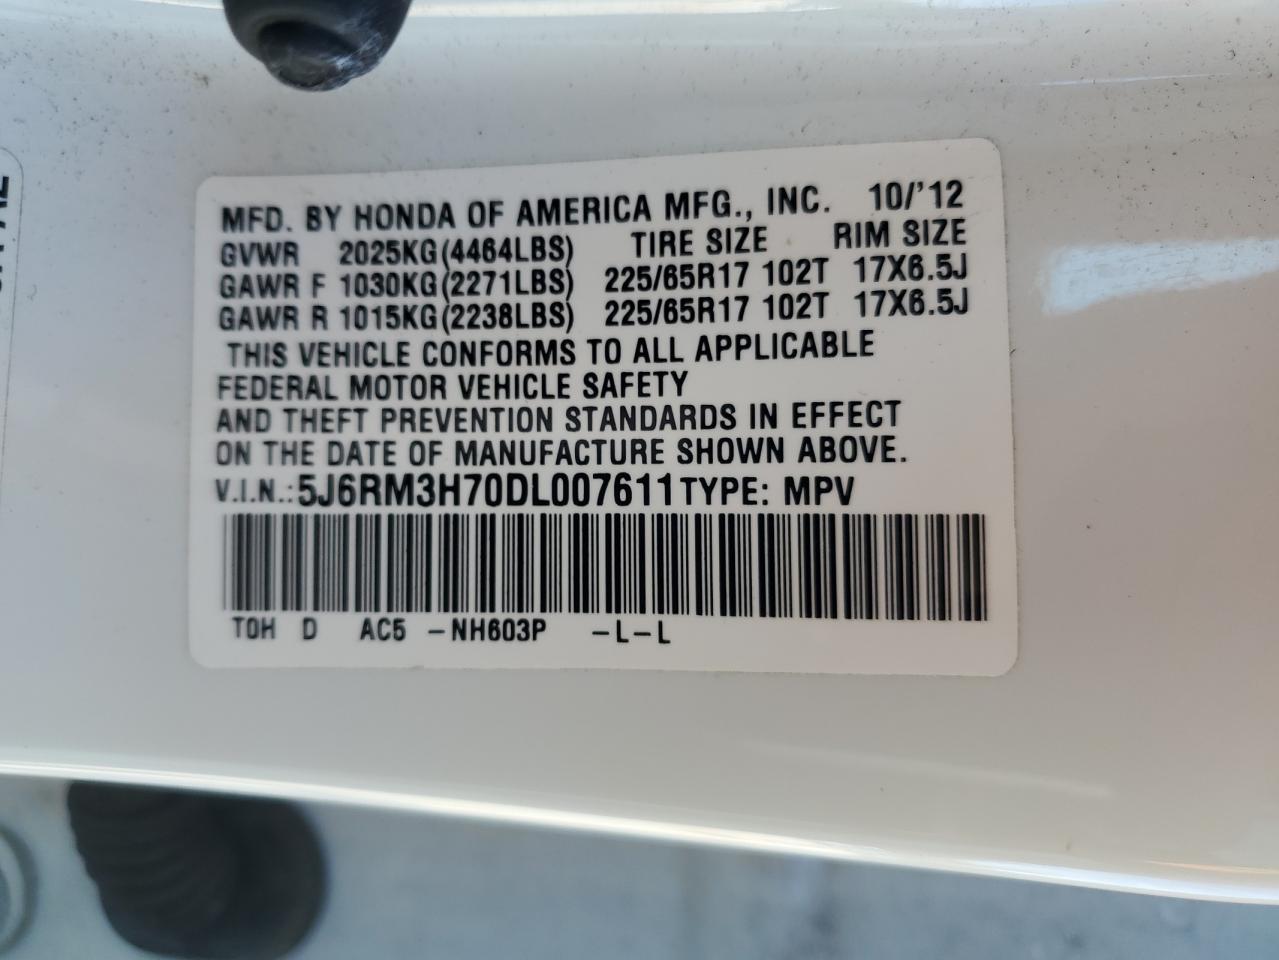 MFD. BY HONDA OF AMERICA MFG., INC. 10/'12
GVWR 2025KG(4464LBS) TIRE SIZE RIM SIZE
GAWR F 1030KG(2271LBS) 225/65R17 102T 17X6.5J
GAWR R 1015KG(2238LBS) 225/65R17 102T 17X6.5J
THIS VEHICLE CONFORMS TO ALL APPLICABLE
FEDERAL MOTOR VEHICLE SAFETY
AND THEFT PREVENTION STANDARDS IN EFFECT
ON THE DATE OF MANUFACTURE SHOWN ABOVE.
V.I.N.:5J6RM3H70DL007611 TYPE: MPV
T0H D AC5 -NH603P -L-L